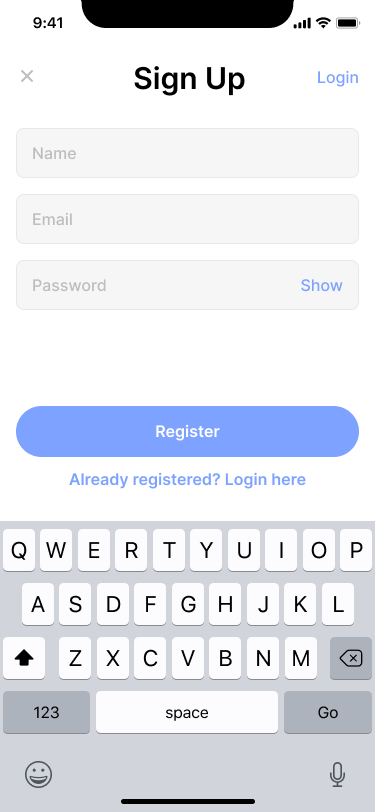 9:41
Sign Up
Login
Name
Email
Password
Show
Register
Already registered? Login here
Q W E R T Y U I O P
A S D F G H J K L
Z X C V B N M
123 space Go